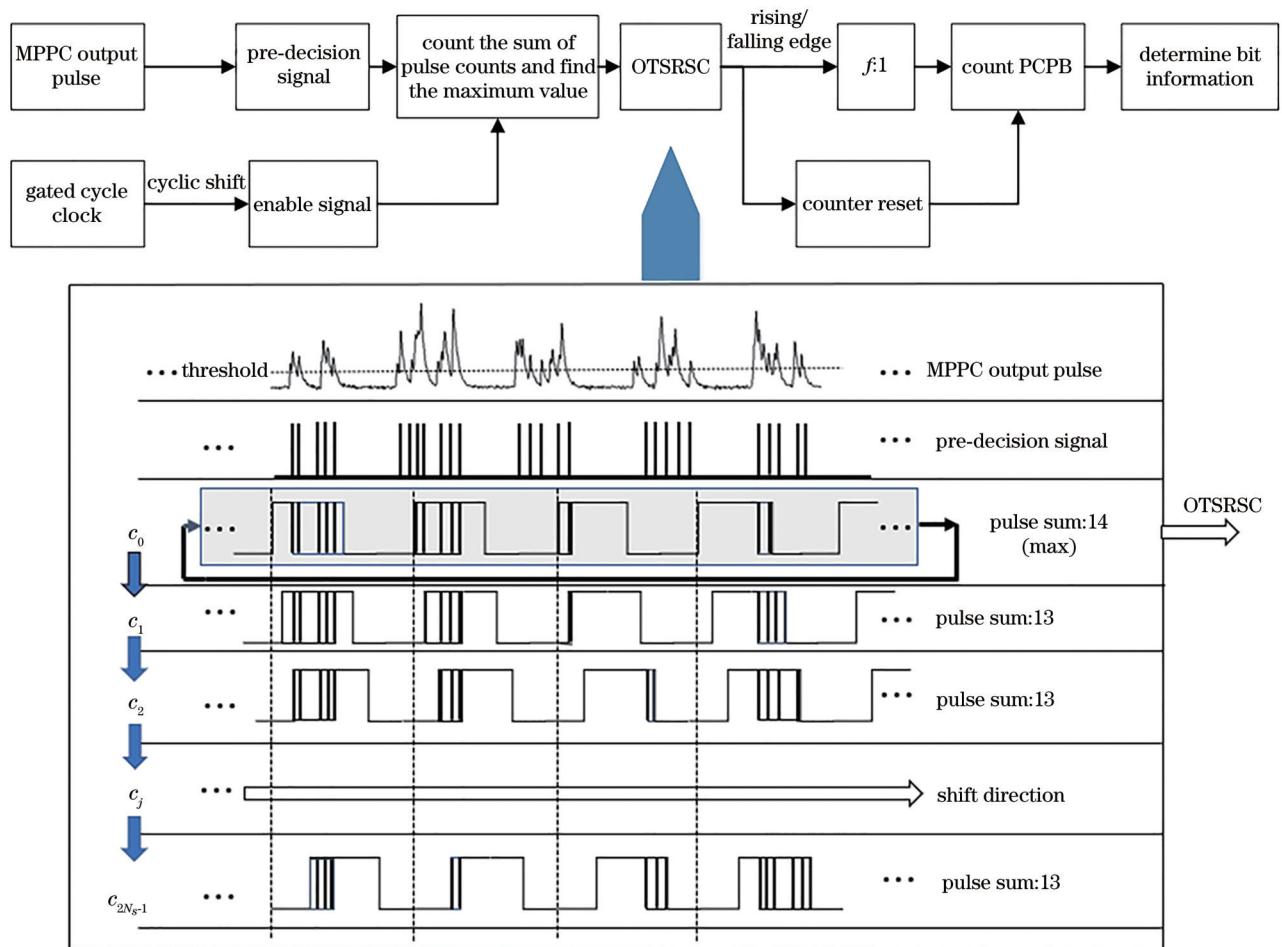 MPPC output
pulse
pre-decision
signal
count the sum of
pulse counts and find
the maximum value
OTSRSC
rising/
falling edge
f:1
count PCPB
determine bit
information
gated cycle
clock
cyclic shift
enable signal
counter reset
••• threshold
••• MPPC output pulse
•••
••• pre-decision signal
•••
•••
pulse sum:14
(max)
OTSRSC
c0
c1
•••
••• pulse sum:13
c2
•••
••• pulse sum:13
cj
•••
shift direction
c2Ns-1
•••
••• pulse sum:13